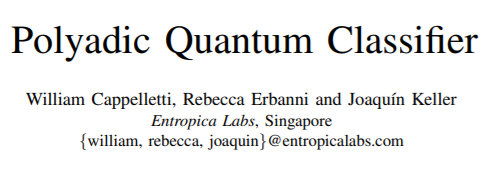 Polyadic Quantum Classifier
William Cappelletti, Rebecca Erbanni and Joaquín Keller
Entropica Labs, Singapore
{william, rebecca, joaquin}@entropicalabs.com